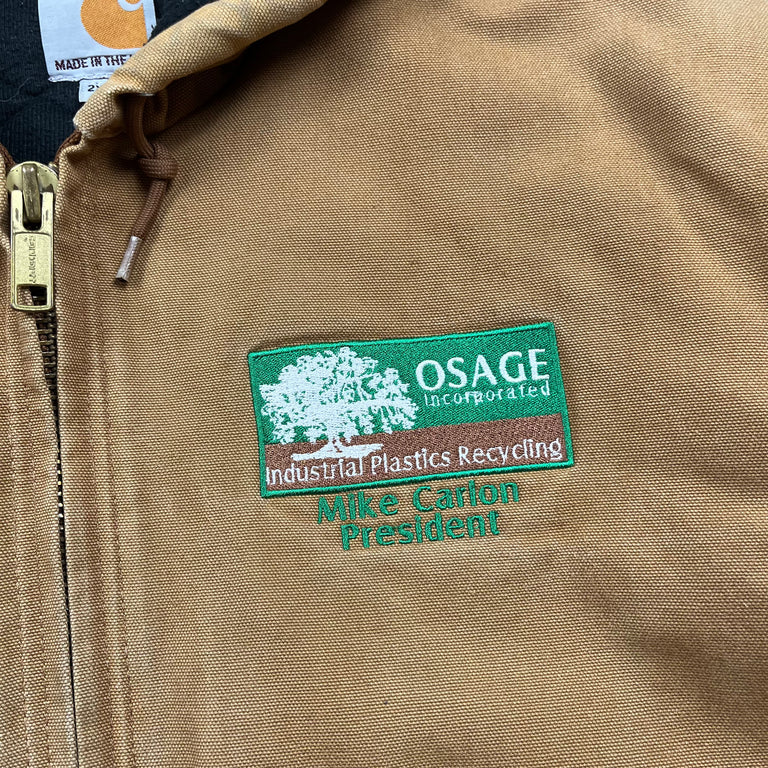 MADE IN THE
OSAGE
Incorporated
Industrial Plastics Recycling
Mike Carlon
President